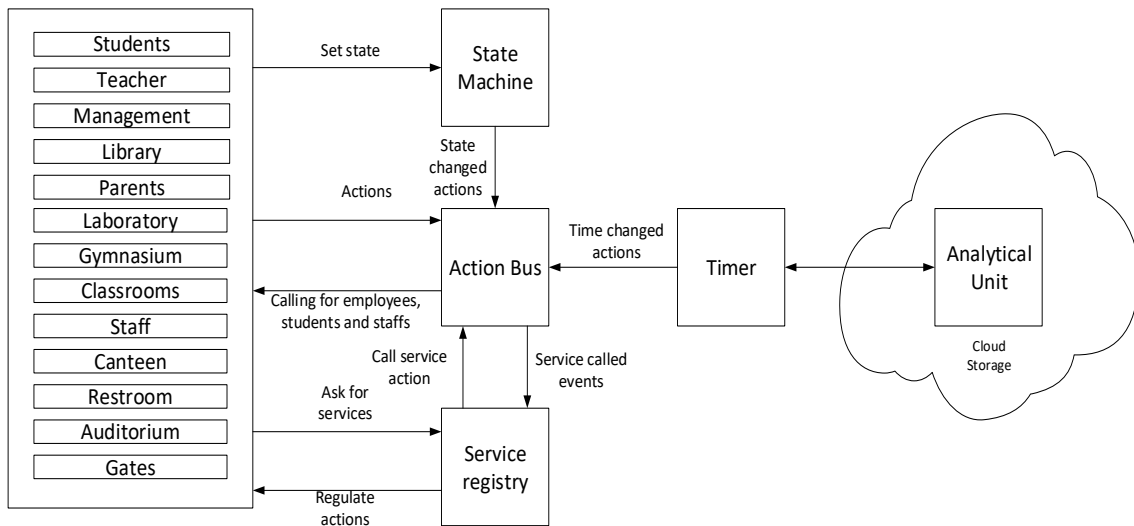 Students
Teacher
Management
Library
Parents
Laboratory
Gymnasium
Classrooms
Staff
Canteen
Restroom
Auditorium
Gates
Set state
State
Machine
State
changed
actions
Actions
Action Bus
Time changed
actions
Timer
Analytical
Unit
Cloud
Storage
Calling for employees,
students and staffs
Call service
action
Service called
events
Ask for
services
Service
registry
Regulate
actions